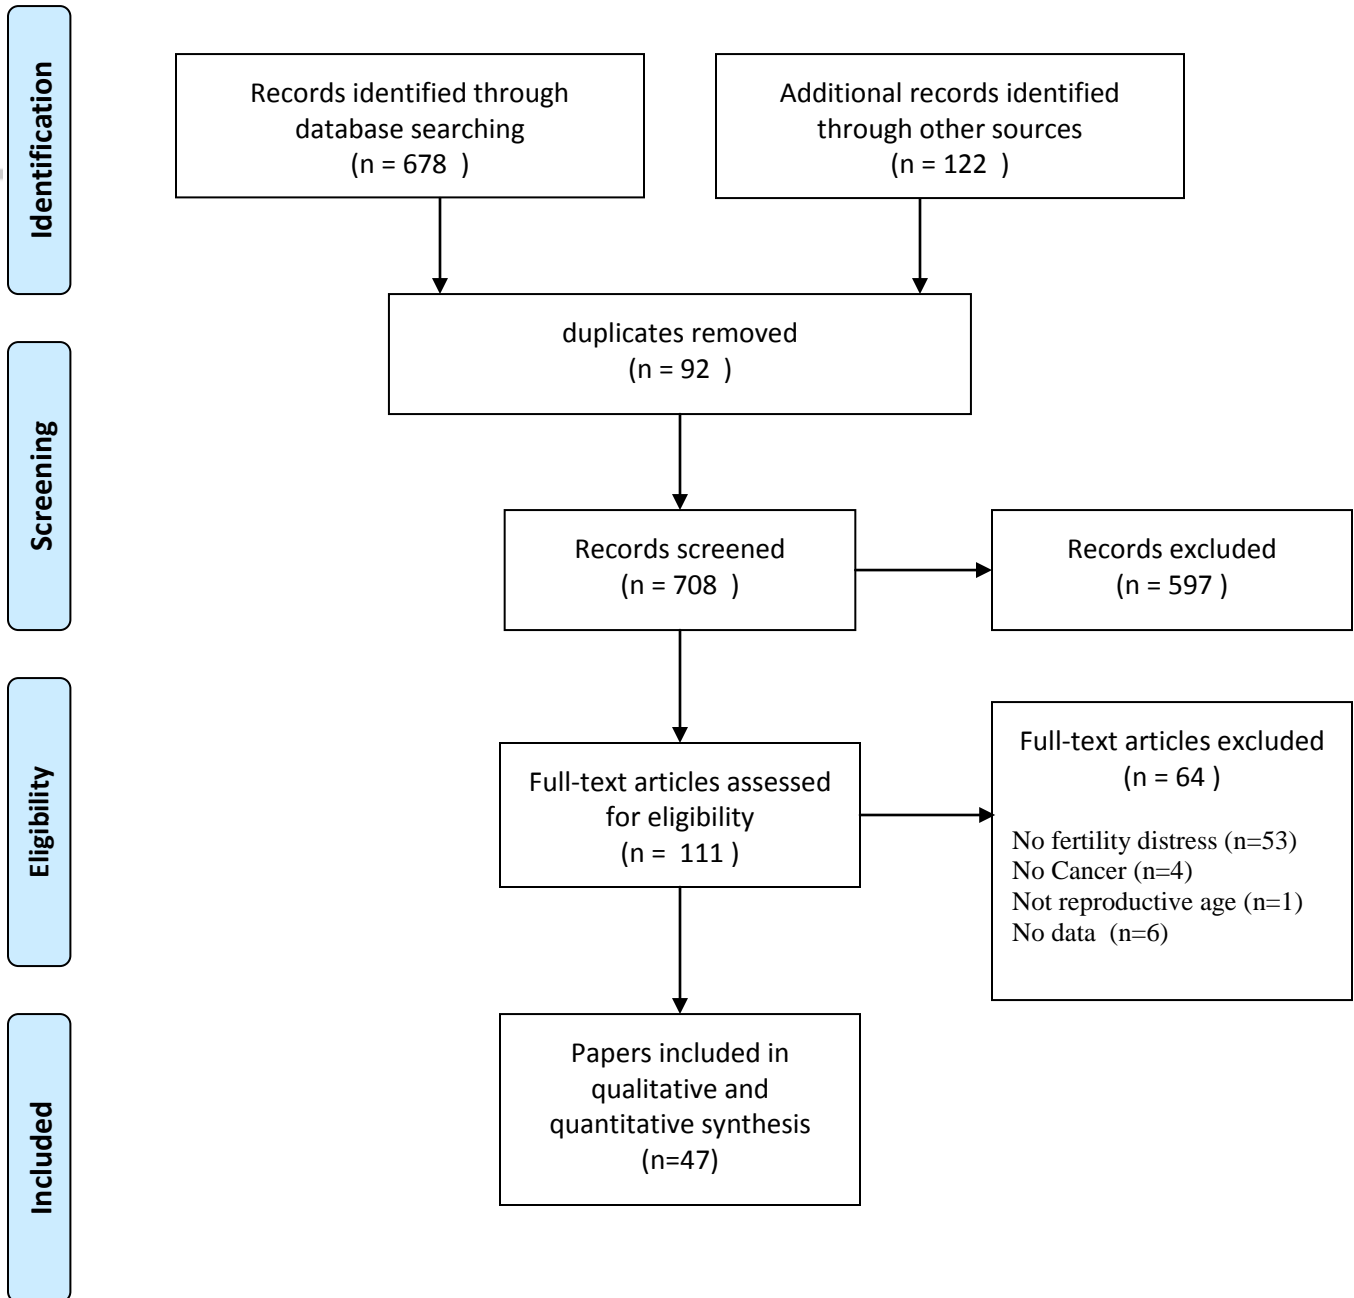 Identification
Records identified through
database searching
(n = 678 )
Additional records identified
through other sources
(n = 122 )
duplicates removed
(n = 92 )
Screening
Records screened
(n = 708 )
Records excluded
(n = 597 )
Eligibility
Full-text articles assessed
for eligibility
(n = 111 )
Full-text articles excluded
(n = 64 )
No fertility distress (n=53)
No Cancer (n=4)
Not reproductive age (n=1)
No data (n=6)
Included
Papers included in
qualitative and
quantitative synthesis
(n=47)